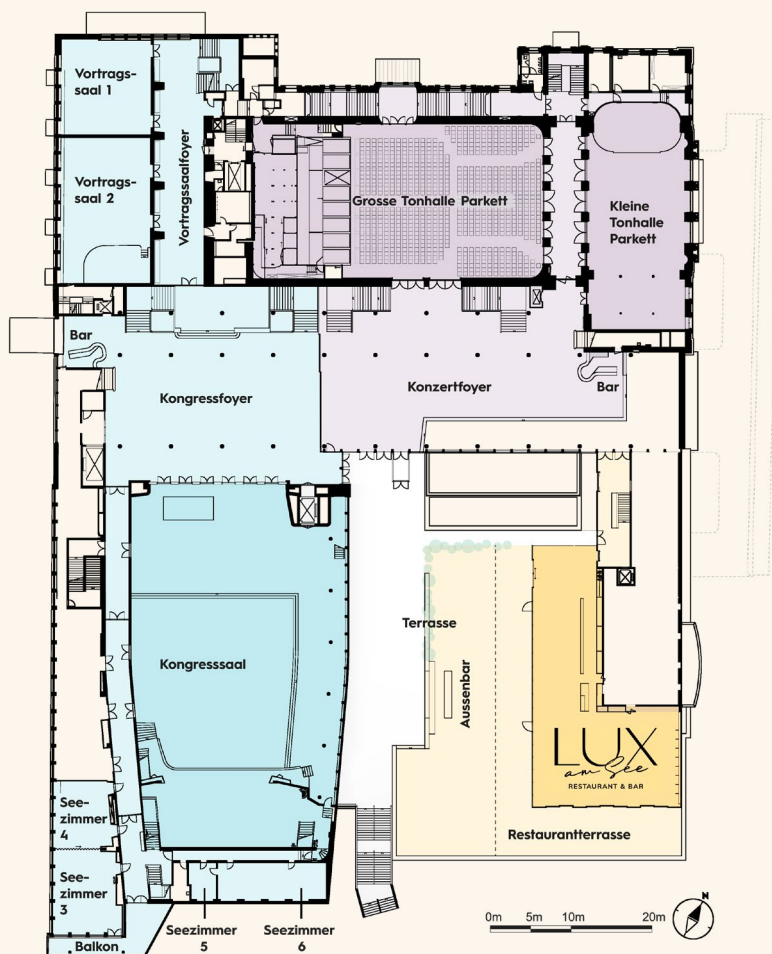 Vortrags-
saal 1
Vortrags-
saal 2
Vortragssaalfoyer
Grosse Tonhalle Parkett
Kleine
Tonhalle
Parkett
Bar
Kongressfoyer
Konzertfoyer
Bar
Kongresssaal
Terrasse
Aussenbar
LUX
am See
RESTAURANT & BAR
Restaurantterrasse
See-
zimmer
4
See-
zimmer
3
Balkon
Seezimmer
5
Seezimmer
6
0m 5m 10m 20m
N